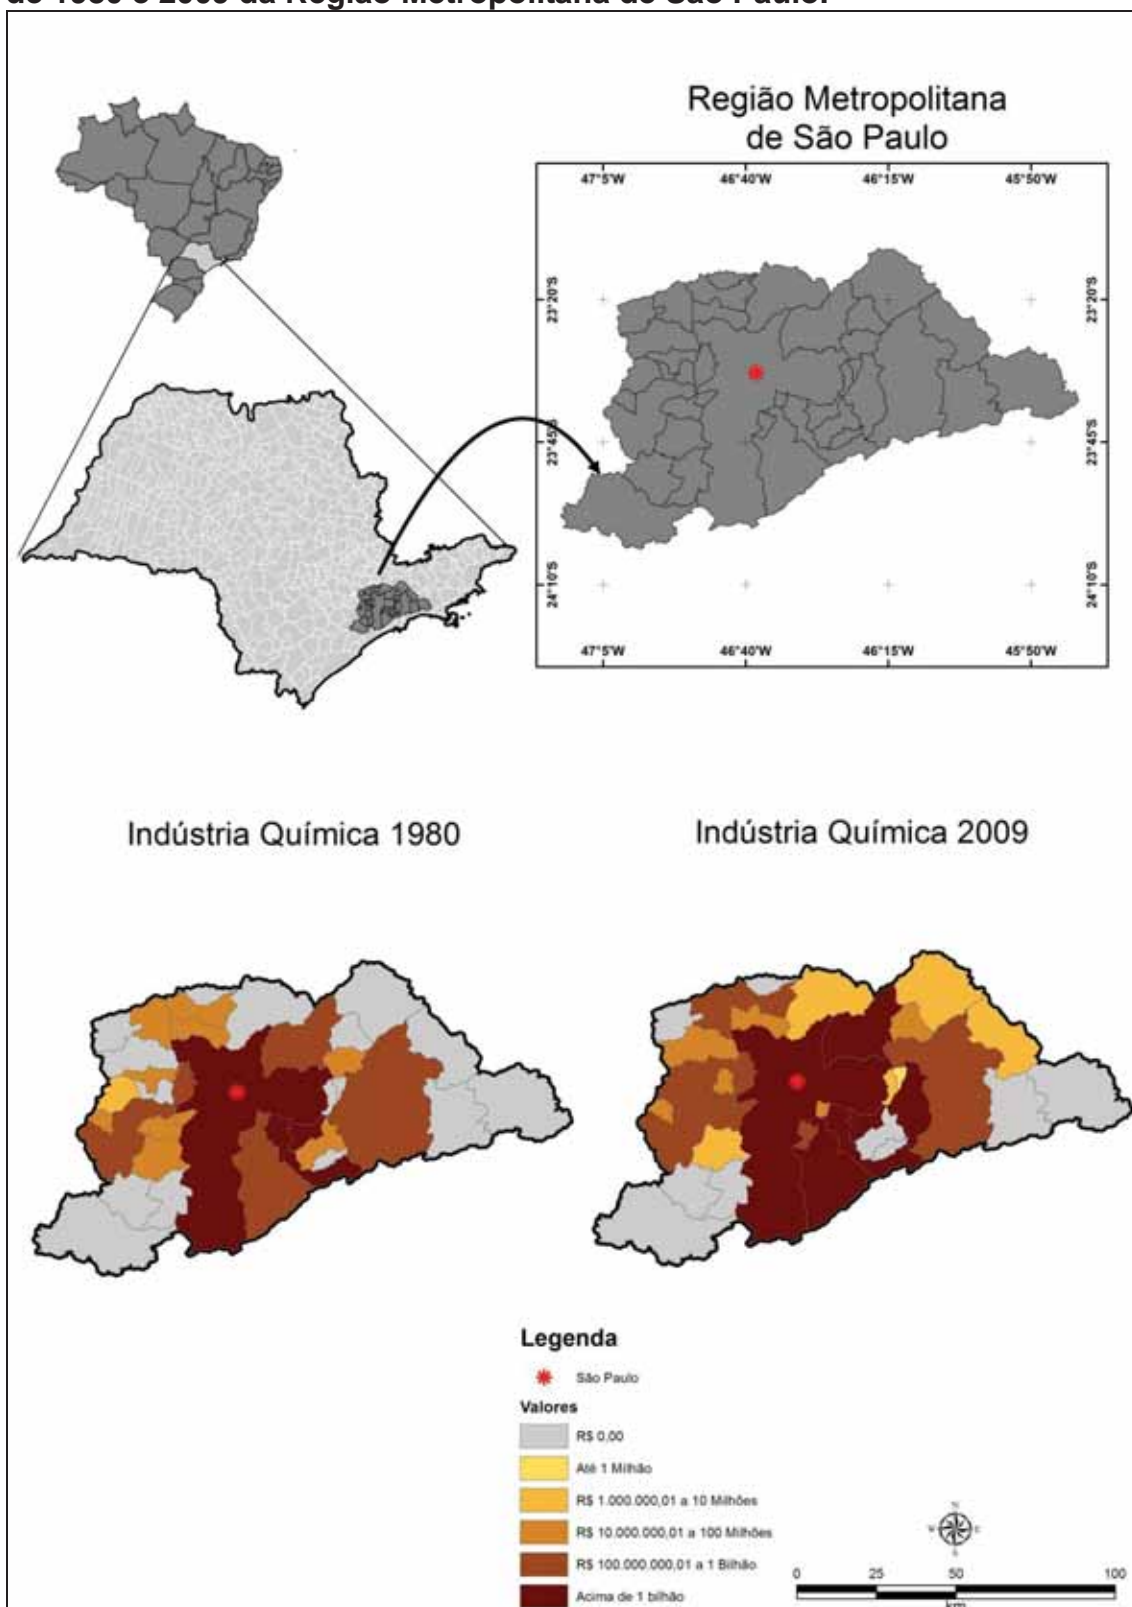 de 1980 e 2009 da Região Metropolitana de São Paulo.
Região Metropolitana
de São Paulo
47°5'W 46°40'W 46°15'W 45°50'W
23°20'S 23°20'S
23°45'S 23°45'S
24°10'S 24°10'S
47°5'W 46°40'W 46°15'W 45°50'W
Indústria Química 1980 Indústria Química 2009
Legenda
São Paulo
Valores
R$ 0,00
Até 1 Milhão
R$ 1.000.000,01 a 10 Milhões
R$ 10.000.000,01 a 100 Milhões
R$ 100.000.000,01 a 1 Bilhão
Acima de 1 bilhão
N
W E
S
0 25 50 100
km